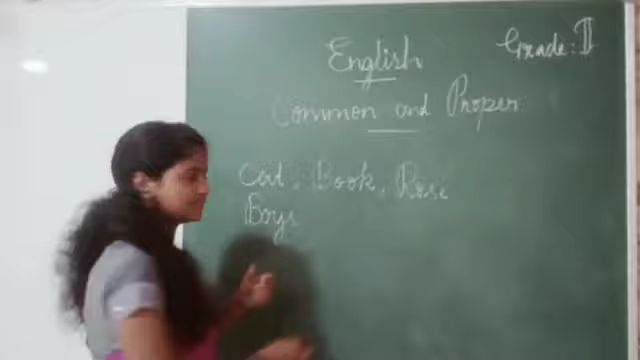 English
Grade: II
Common and Proper
Cat, Book, Rose
Boys